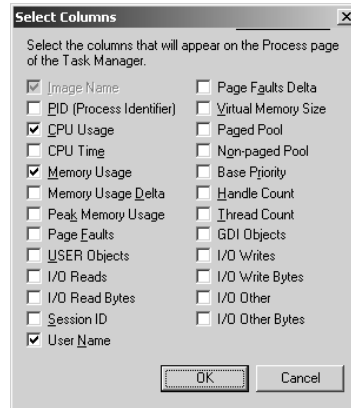 Select Columns
Select the columns that will appear on the Process page
of the Task Manager.
Image Name
PID (Process Identifier)
CPU Usage
CPU Time
Memory Usage
Memory Usage Delta
Peak Memory Usage
Page Faults
USER Objects
I/O Reads
I/O Read Bytes
Session ID
User Name
Page Faults Delta
Virtual Memory Size
Paged Pool
Non-paged Pool
Base Priority
Handle Count
Thread Count
GDI Objects
I/O Writes
I/O Write Bytes
I/O Other
I/O Other Bytes
OK
Cancel